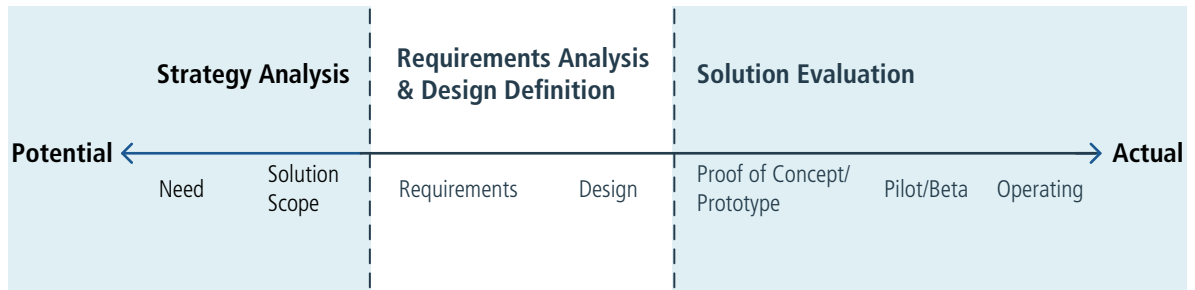 Strategy Analysis
Requirements Analysis
& Design Definition
Solution Evaluation
Potential
Actual
Need
Solution
Scope
Requirements
Design
Proof of Concept/
Prototype
Pilot/Beta
Operating